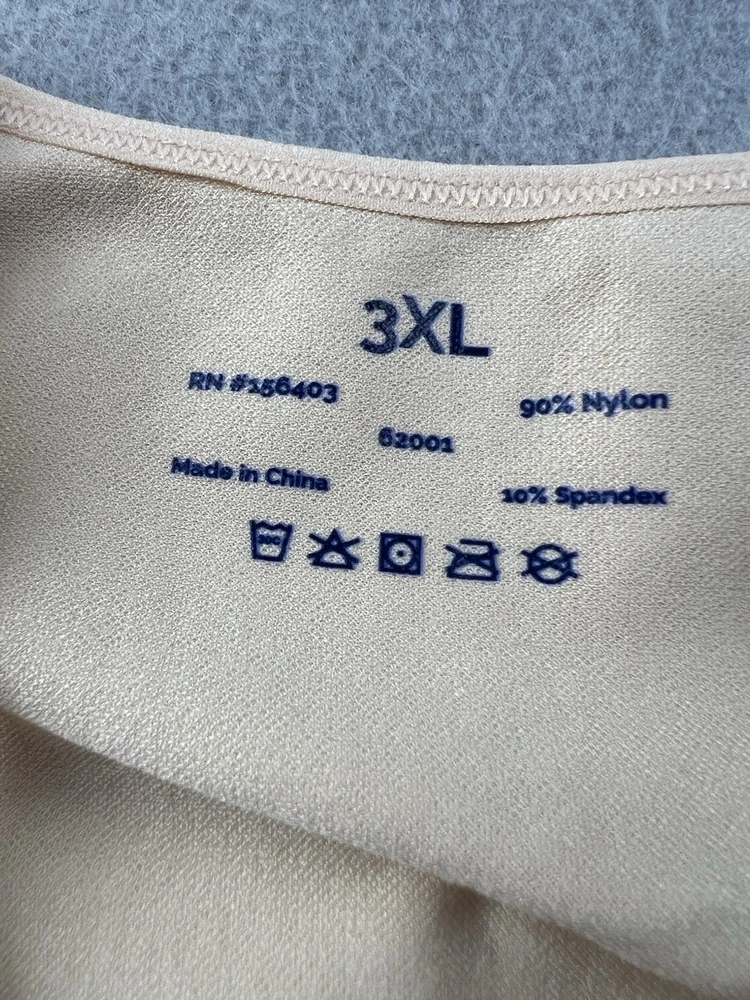 3XL
RN #156403
90% Nylon
62001
Made in China
10% Spandex